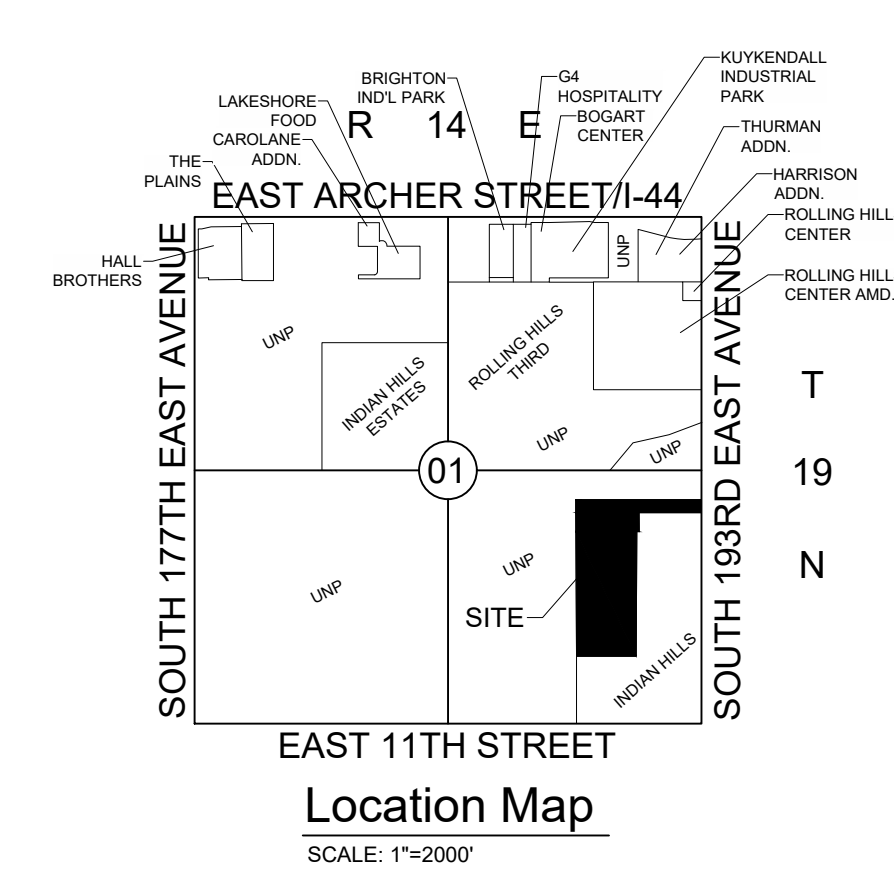 KUYKENDALL
INDUSTRIAL
PARK
BRIGHTON
IND'L PARK
G4
HOSPITALITY
LAKESHORE
FOOD
BOGART
CENTER
R 14 E
CAROLANE
ADDN.
THURMAN
ADDN.
THE
PLAINS
HARRISON
ADDN.
EAST ARCHER STREET/I-44
ROLLING HILL
CENTER
HALL
BROTHERS
UNP
ROLLING HILL
CENTER AMD.
SOUTH 177TH EAST AVENUE
UNP
INDIAN HILLS
ESTATES
ROLLING HILLS
THIRD
UNP
UNP
SOUTH 193RD EAST AVENUE
T
19
N
01
UNP
UNP
SITE
INDIAN HILLS
EAST 11TH STREET
Location Map
SCALE: 1"=2000'